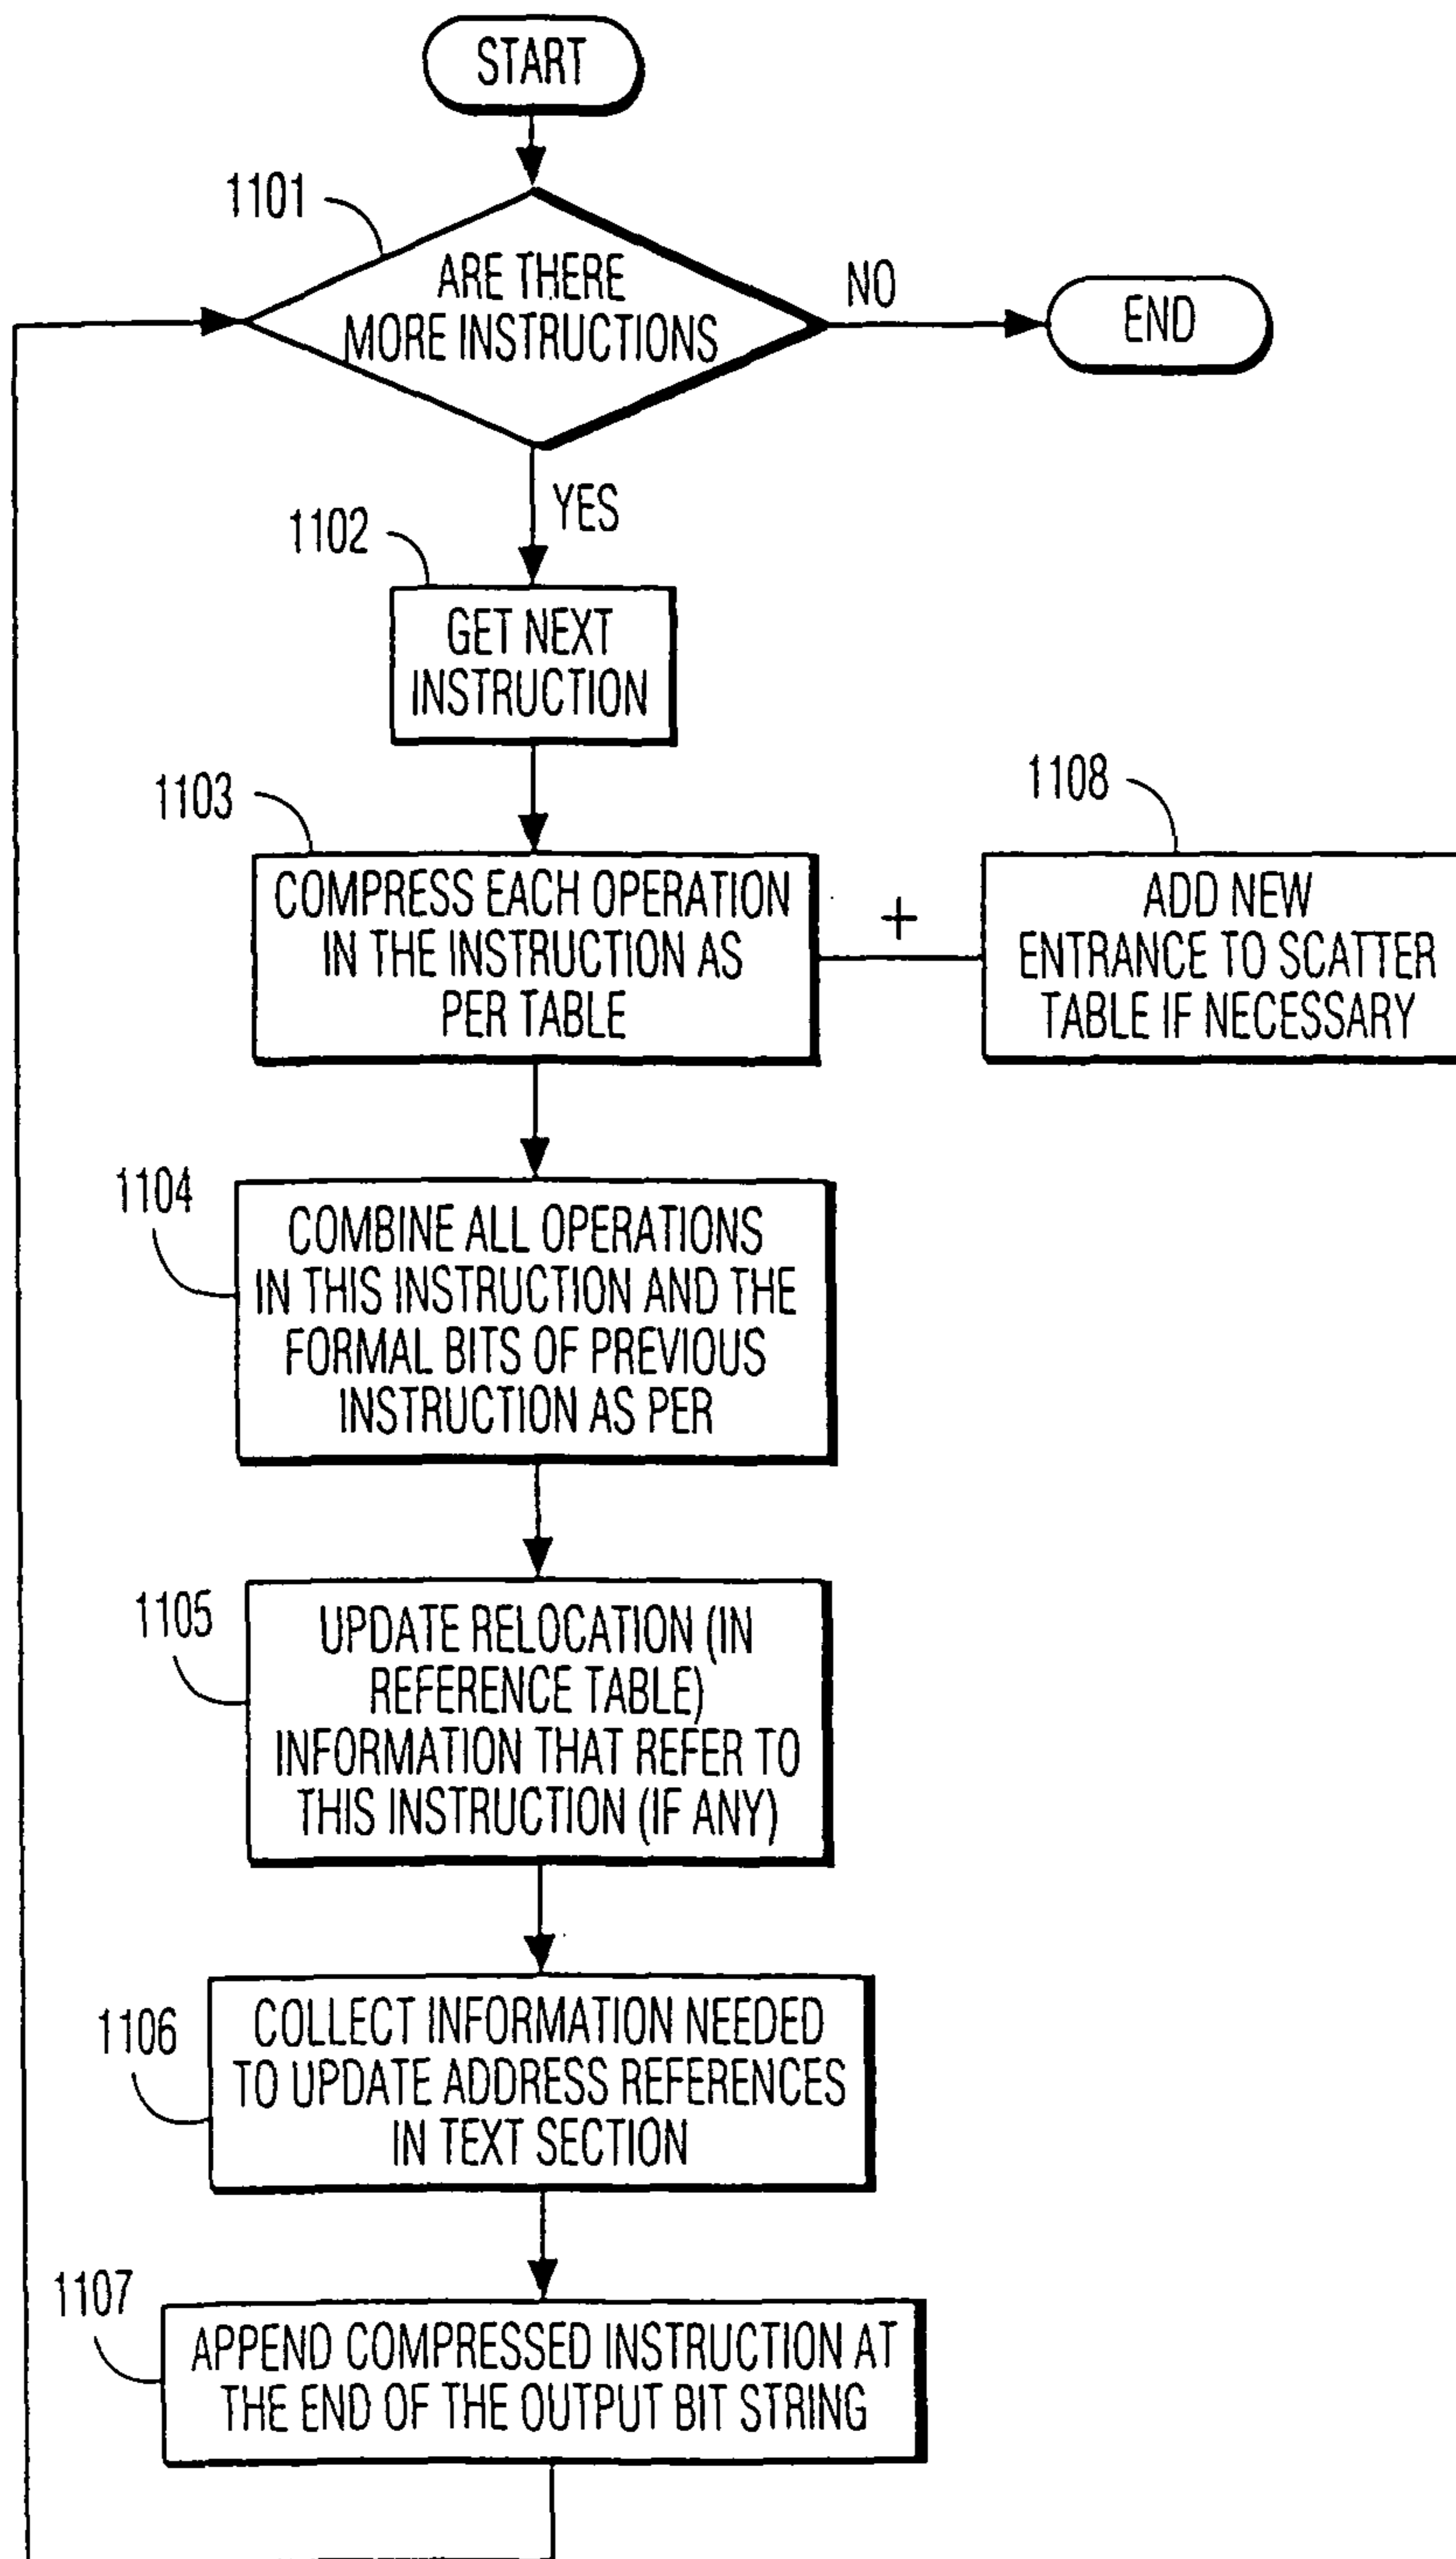 START
1101
ARE THERE
MORE INSTRUCTIONS
NO
END
YES
1102
GET NEXT
INSTRUCTION
1103
COMPRESS EACH OPERATION
IN THE INSTRUCTION AS
PER TABLE
+
1108
ADD NEW
ENTRANCE TO SCATTER
TABLE IF NECESSARY
1104
COMBINE ALL OPERATIONS
IN THIS INSTRUCTION AND THE
FORMAL BITS OF PREVIOUS
INSTRUCTION AS PER
1105
UPDATE RELOCATION (IN
REFERENCE TABLE)
INFORMATION THAT REFER TO
THIS INSTRUCTION (IF ANY)
1106
COLLECT INFORMATION NEEDED
TO UPDATE ADDRESS REFERENCES
IN TEXT SECTION
1107
APPEND COMPRESSED INSTRUCTION AT
THE END OF THE OUTPUT BIT STRING